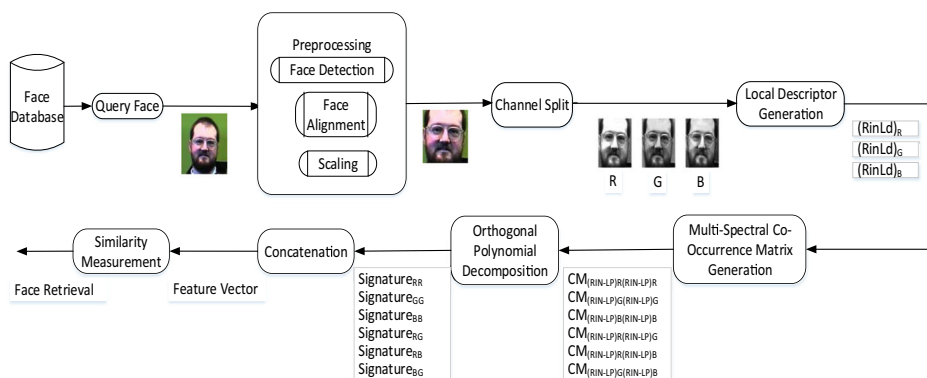 Face
Database
Query Face
Preprocessing
Face Detection
Face
Alignment
Scaling
Channel Split
R G B
Local Descriptor
Generation
(RinLd)R
(RinLd)G
(RinLd)B
Multi-Spectral Co-
Occurrence Matrix
Generation
CM(RIN-LP)R(RIN-LP)R
CM(RIN-LP)G(RIN-LP)G
CM(RIN-LP)B(RIN-LP)B
CM(RIN-LP)R(RIN-LP)G
CM(RIN-LP)R(RIN-LP)B
CM(RIN-LP)G(RIN-LP)B
Orthogonal
Polynomial
Decomposition
SignatureRR
SignatureGG
SignatureBB
SignatureRG
SignatureRB
SignatureBG
Concatenation
Feature Vector
Similarity
Measurement
Face Retrieval